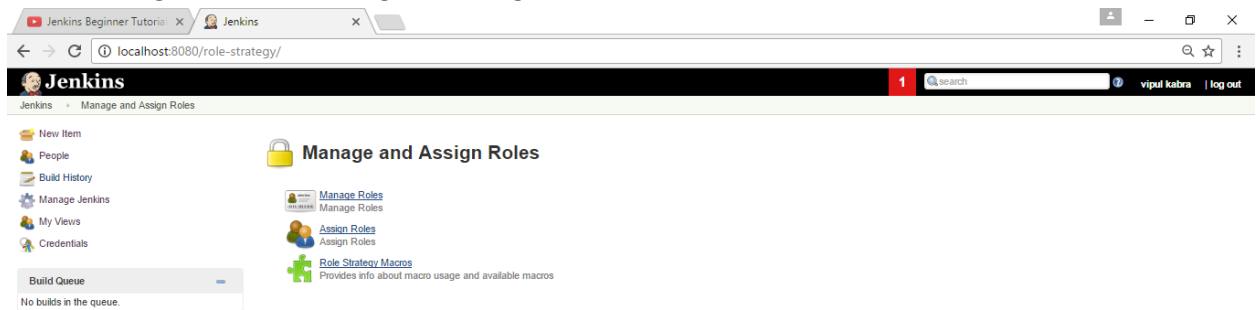 Jenkins Beginner Tutorial
Jenkins
localhost:8080/role-strategy/
Jenkins
1
search
vipul kabra | log out
Jenkins
Manage and Assign Roles
New Item
People
Build History
Manage Jenkins
My Views
Credentials
Build Queue
No builds in the queue.
Manage and Assign Roles
Manage Roles
Manage Roles
Assign Roles
Assign Roles
Role Strategy Macros
Provides info about macro usage and available macros